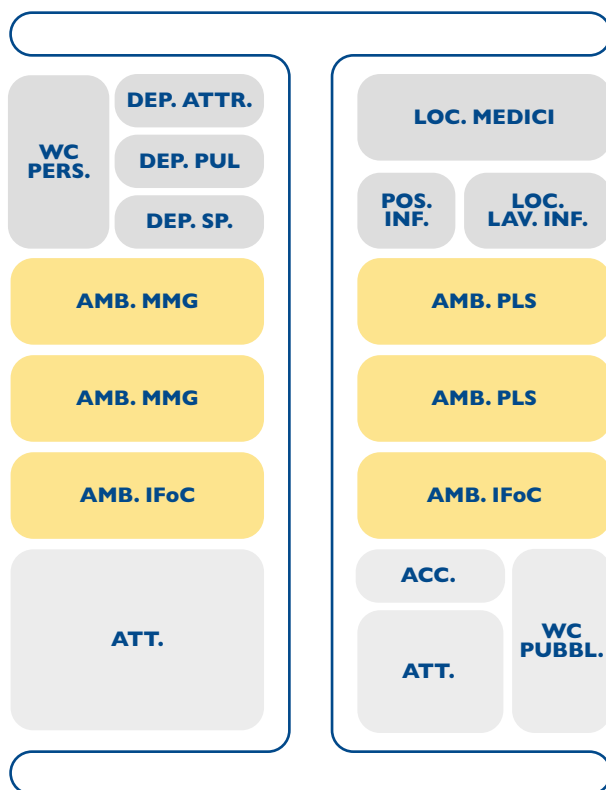 WC
PERS.
DEP. ATTR.
DEP. PUL
DEP. SP.
AMB. MMG
AMB. MMG
AMB. IFoC
ATT.
LOC. MEDICI
POS.
INF.
LOC.
LAV. INF.
AMB. PLS
AMB. PLS
AMB. IFoC
ACC.
ATT.
WC
PUBBL.